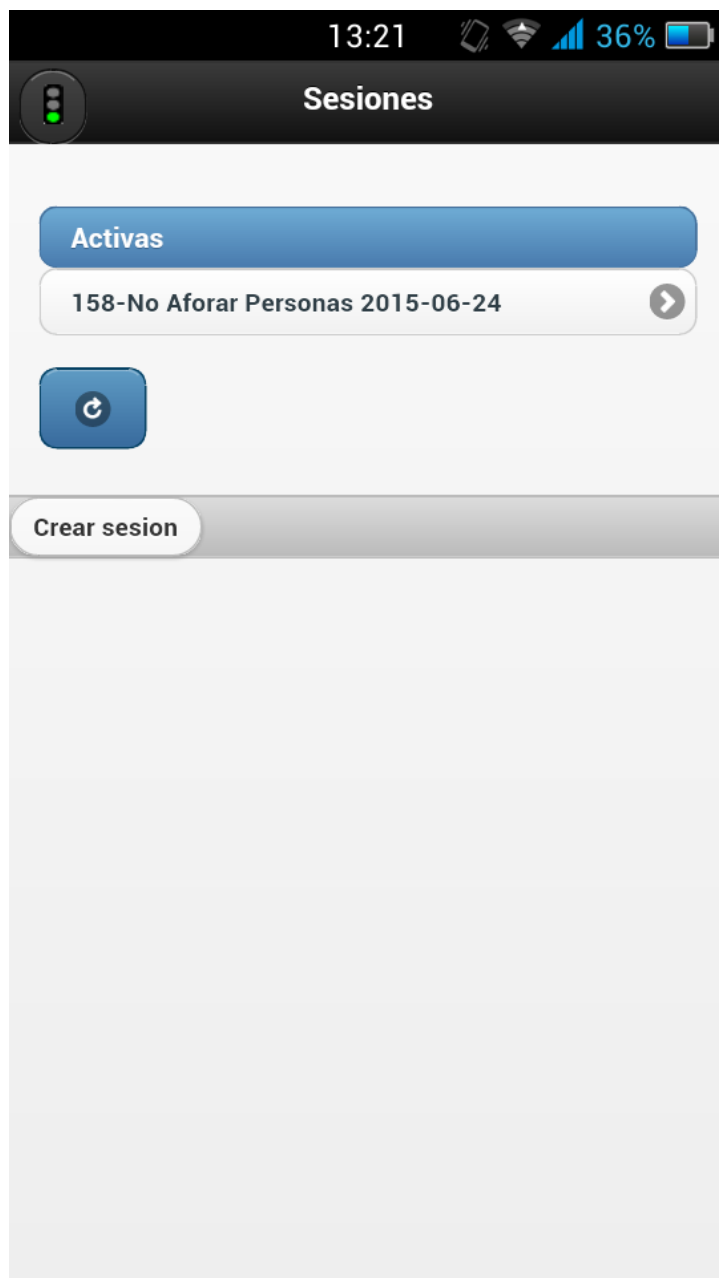 13:21 36%
Sesiones
Activas
158-No Aforar Personas 2015-06-24
Crear sesion